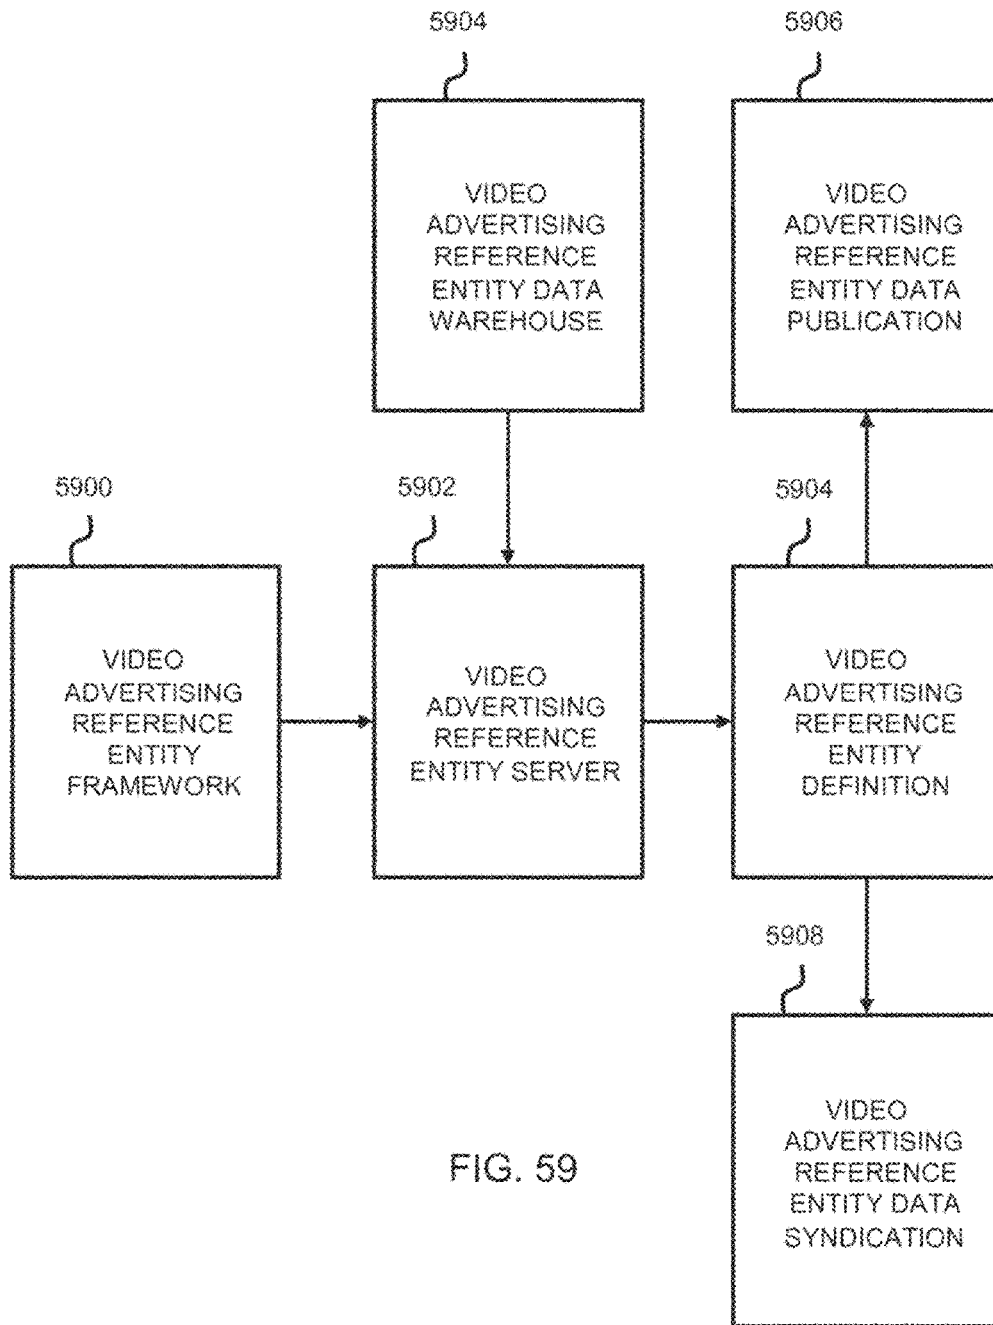 5904
5906
VIDEO
ADVERTISING
REFERENCE
ENTITY DATA
WAREHOUSE
VIDEO
ADVERTISING
REFERENCE
ENTITY DATA
PUBLICATION
5900
5902
5904
VIDEO
ADVERTISING
REFERENCE
ENTITY
FRAMEWORK
VIDEO
ADVERTISING
REFERENCE
ENTITY SERVER
VIDEO
ADVERTISING
REFERENCE
ENTITY
DEFINITION
5908
VIDEO
ADVERTISING
REFERENCE
ENTITY DATA
SYNDICATION
FIG. 59